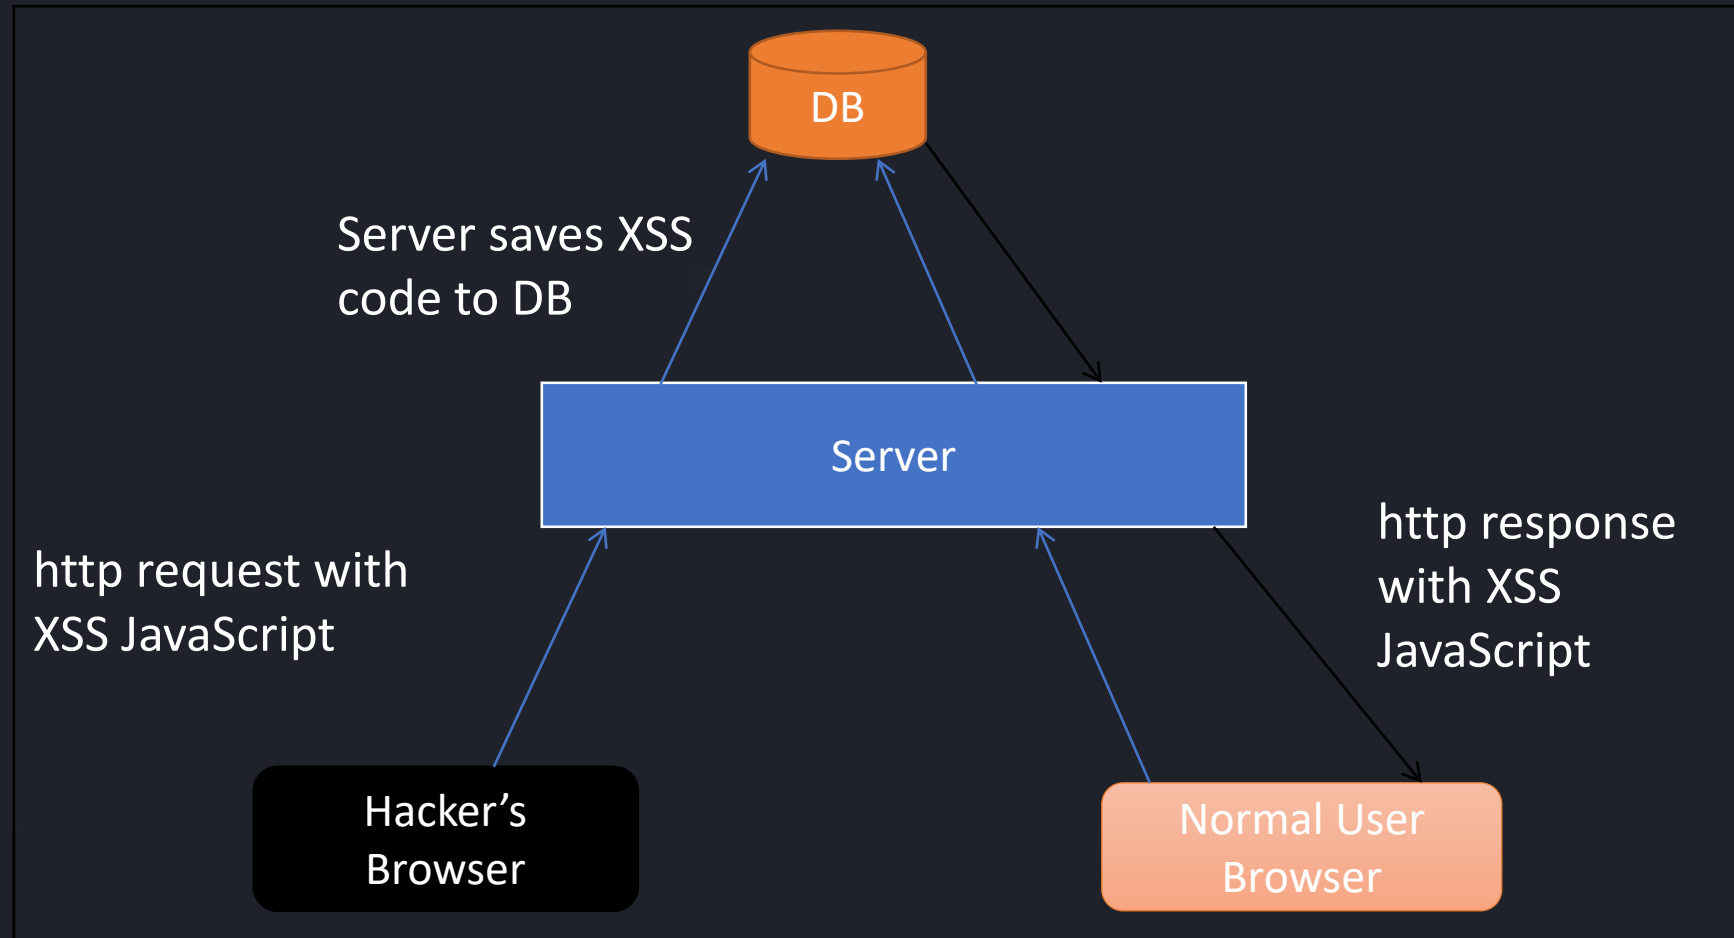 DB
Server saves XSS
code to DB
Server
http request with
XSS JavaScript
http response
with XSS
JavaScript
Hacker’s
Browser
Normal User
Browser